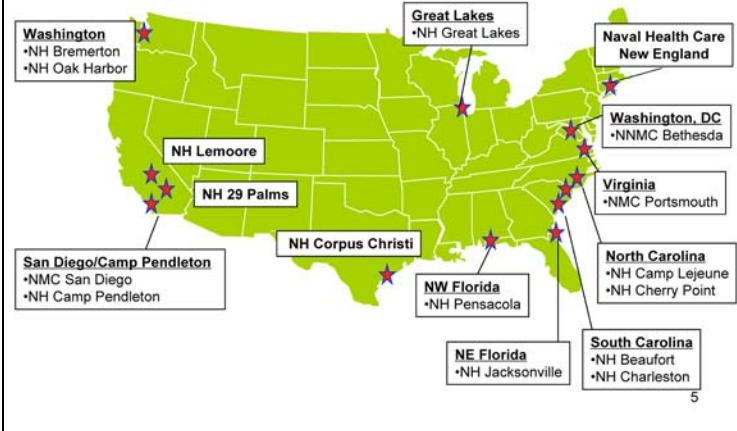 Washington
•NH Bremerton
•NH Oak Harbor
Great Lakes
•NH Great Lakes
Naval Health Care
New England
Washington, DC
•NNMC Bethesda
NH Lemoore
NH 29 Palms
Virginia
•NMC Portsmouth
San Diego/Camp Pendleton
•NMC San Diego
•NH Camp Pendleton
NH Corpus Christi
NW Florida
•NH Pensacola
North Carolina
•NH Camp Lejeune
•NH Cherry Point
NE Florida
•NH Jacksonville
South Carolina
•NH Beaufort
•NH Charleston
5